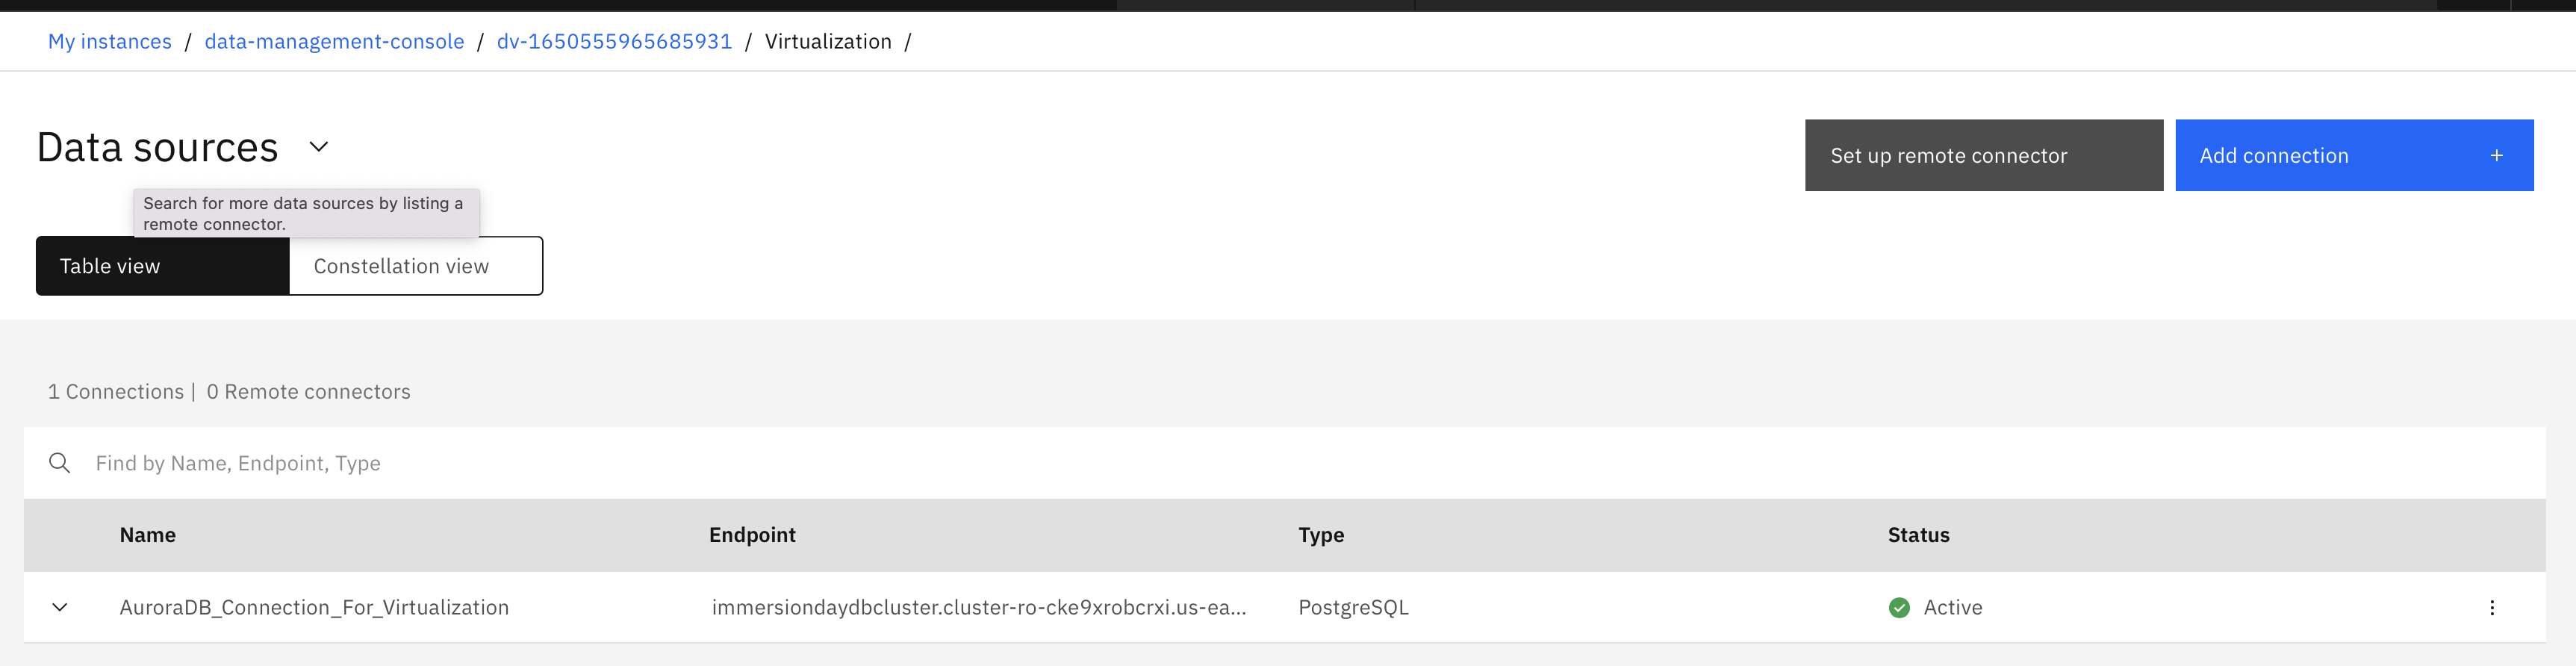 My instances / data-management-console / dv-1650555965685931 / Virtualization /
Data sources
Set up remote connector
Add connection +
Search for more data sources by listing a
remote connector.
Table view
Constellation view
1 Connections | 0 Remote connectors
Find by Name, Endpoint, Type
Name Endpoint Type Status
AuroraDB_Connection_For_Virtualization immersiondaydbcluster.cluster-ro-cke9xrobcrxi.us-ea... PostgreSQL Active